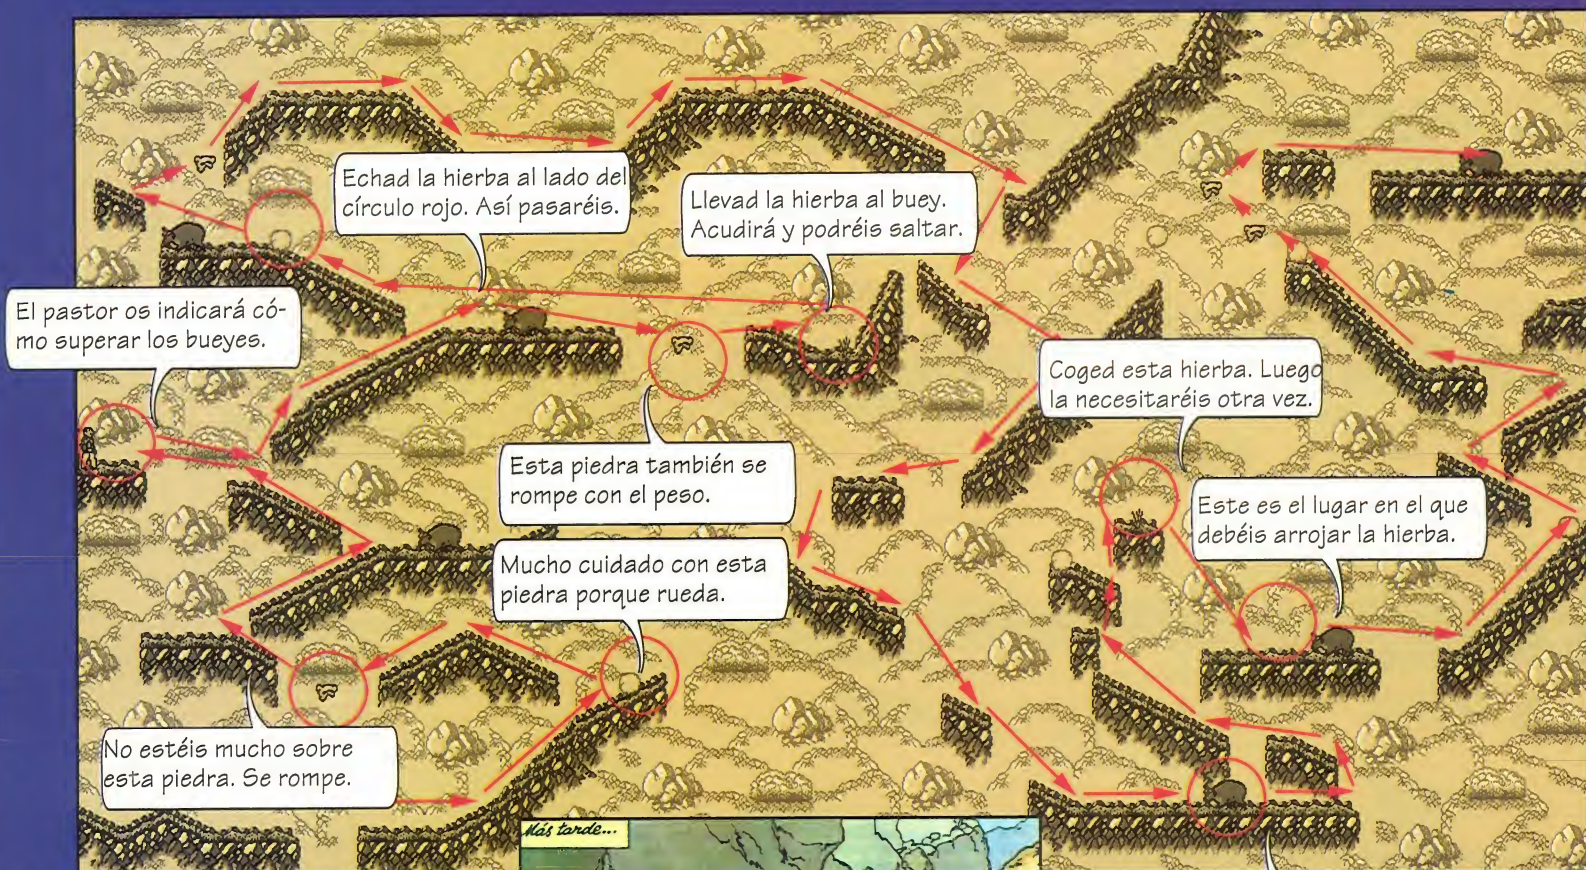 Echad la hierba al lado del
círculo rojo. Así pasaréis.
Llevad la hierba al buey.
Acudirá y podréis saltar.
El pastor os indicará có-
mo superar los bueyes.
Coged esta hierba. Luego
la necesitaréis otra vez.
Esta piedra también se
rompe con el peso.
Este es el lugar en el que
debéis arrojar la hierba.
Mucho cuidado con esta
piedra porque rueda.
No estéis mucho sobre
esta piedra. Se rompe.
Más tarde...